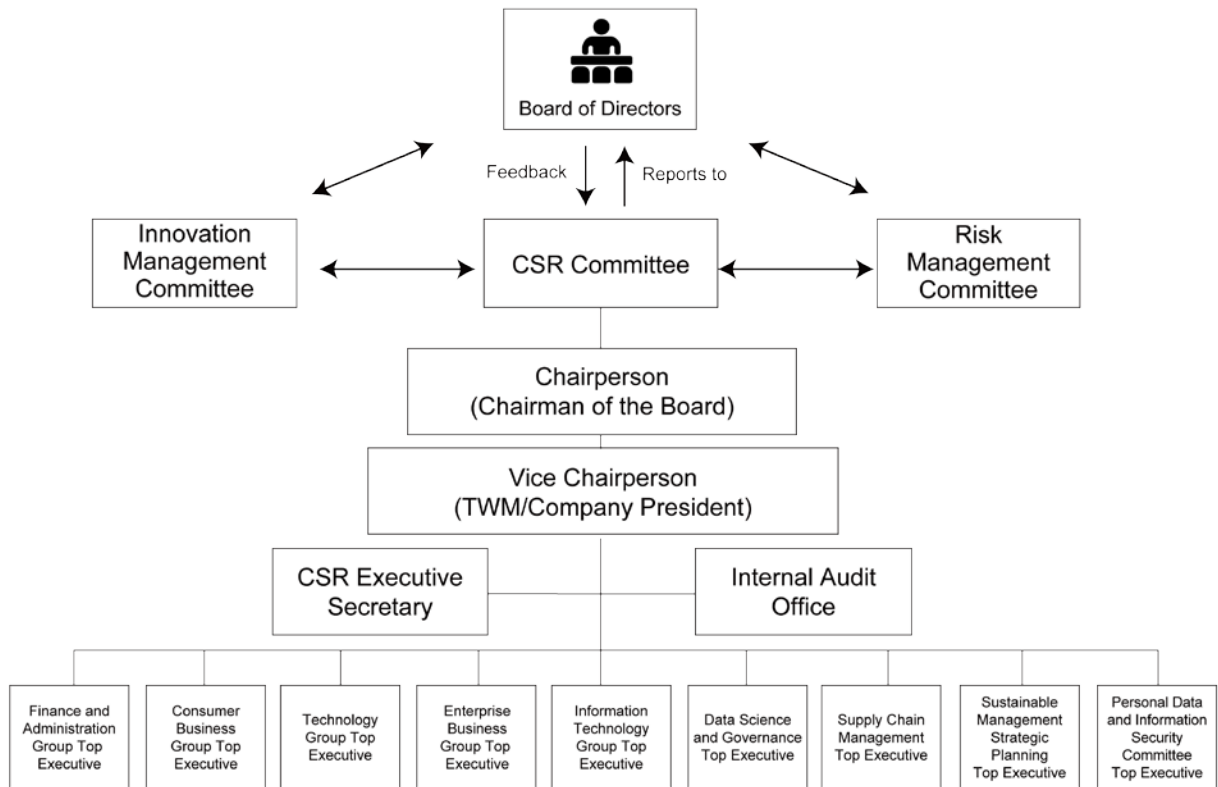 Board of Directors
Feedback
Reports to
Innovation
Management
Committee
CSR Committee
Risk
Management
Committee
Chairperson
(Chairman of the Board)
Vice Chairperson
(TWM/Company President)
CSR Executive
Secretary
Internal Audit
Office
Finance and
Administration
Group Top
Executive
Consumer
Business
Group Top
Executive
Technology
Group Top
Executive
Enterprise
Business
Group Top
Executive
Information
Technology
Group Top
Executive
Data Science
and Governance
Top Executive
Supply Chain
Management
Top Executive
Sustainable
Management
Strategic
Planning
Top Executive
Personal Data
and Information
Security
Committee
Top Executive